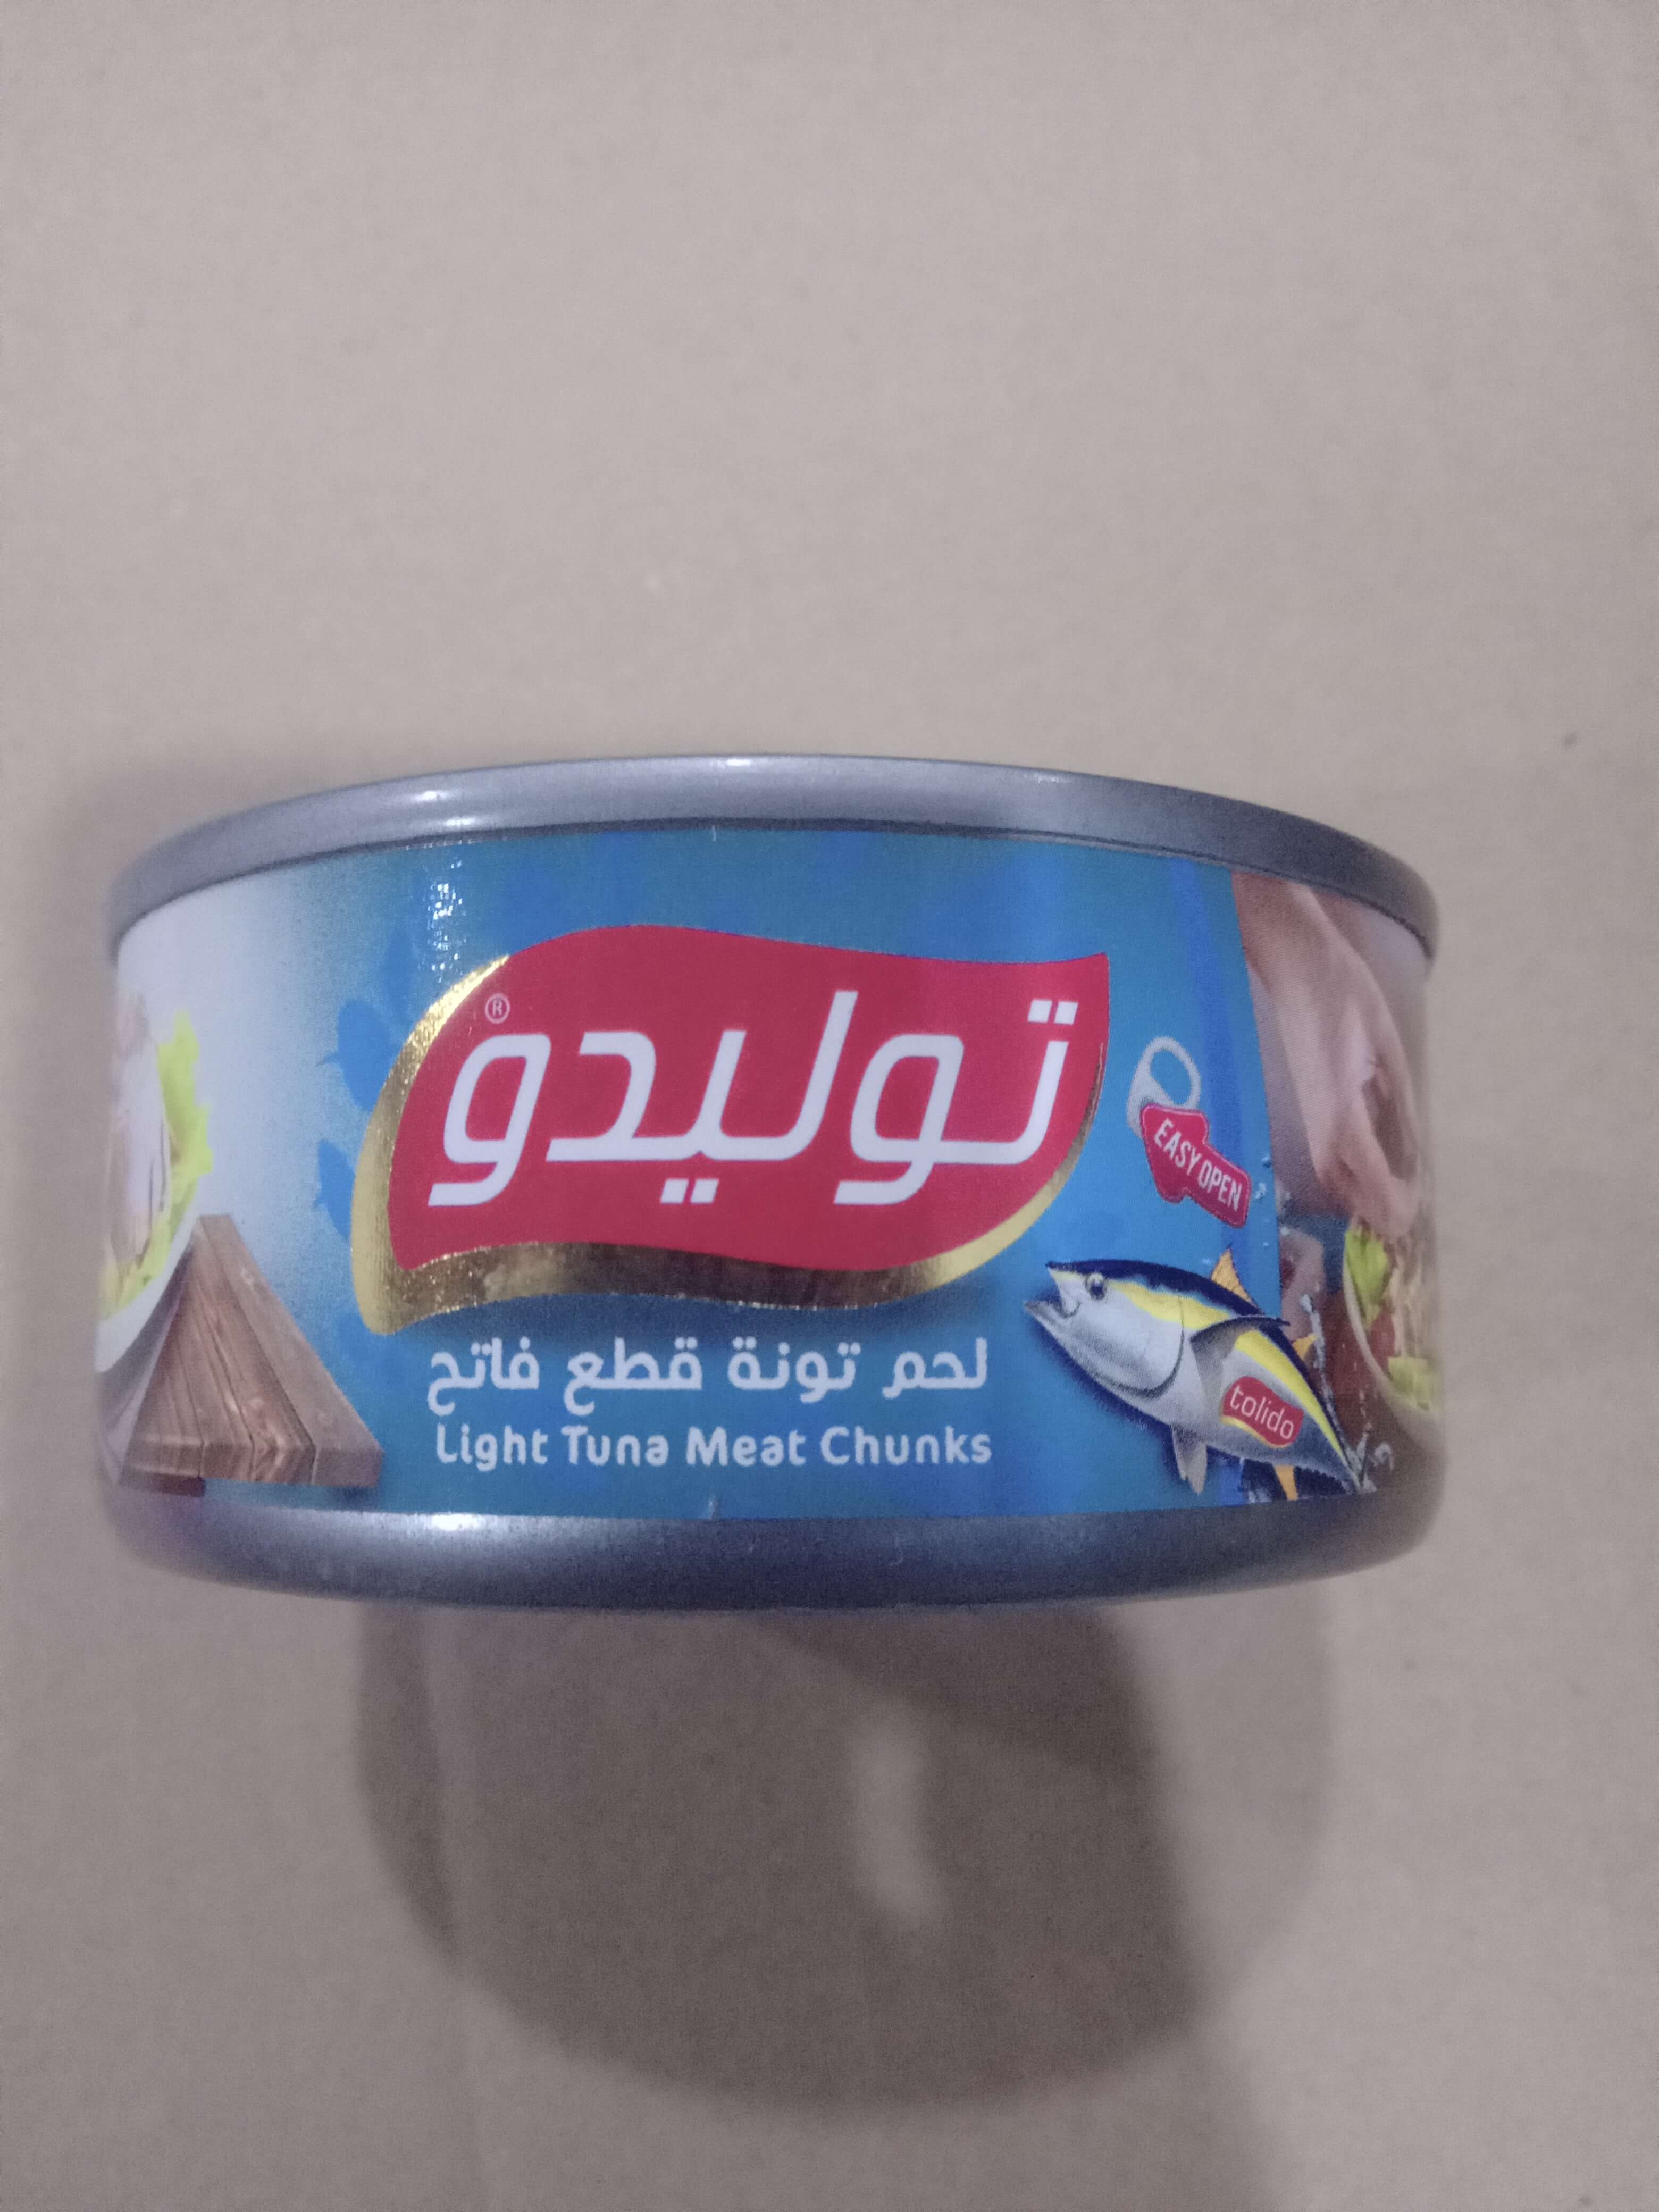 توليدو
®
EASY OPEN
لحم تونة قطع فاتح
Light Tuna Meat Chunks
tolido